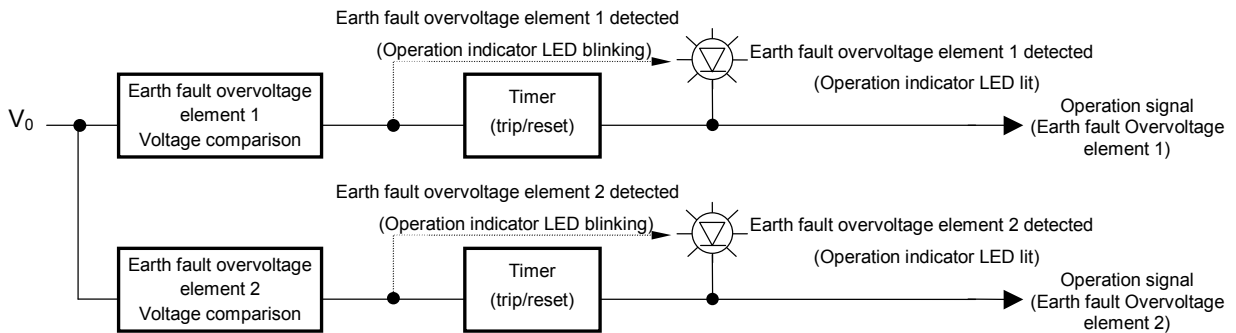 Earth fault overvoltage element 1 detected
(Operation indicator LED blinking)
Earth fault overvoltage element 1 detected
(Operation indicator LED lit)
V0
Earth fault overvoltage
element 1
Voltage comparison
Timer
(trip/reset)
Operation signal
(Earth fault Overvoltage
element 1)
Earth fault overvoltage element 2 detected
(Operation indicator LED blinking)
Earth fault overvoltage element 2 detected
(Operation indicator LED lit)
Earth fault overvoltage
element 2
Voltage comparison
Timer
(trip/reset)
Operation signal
(Earth fault Overvoltage
element 2)